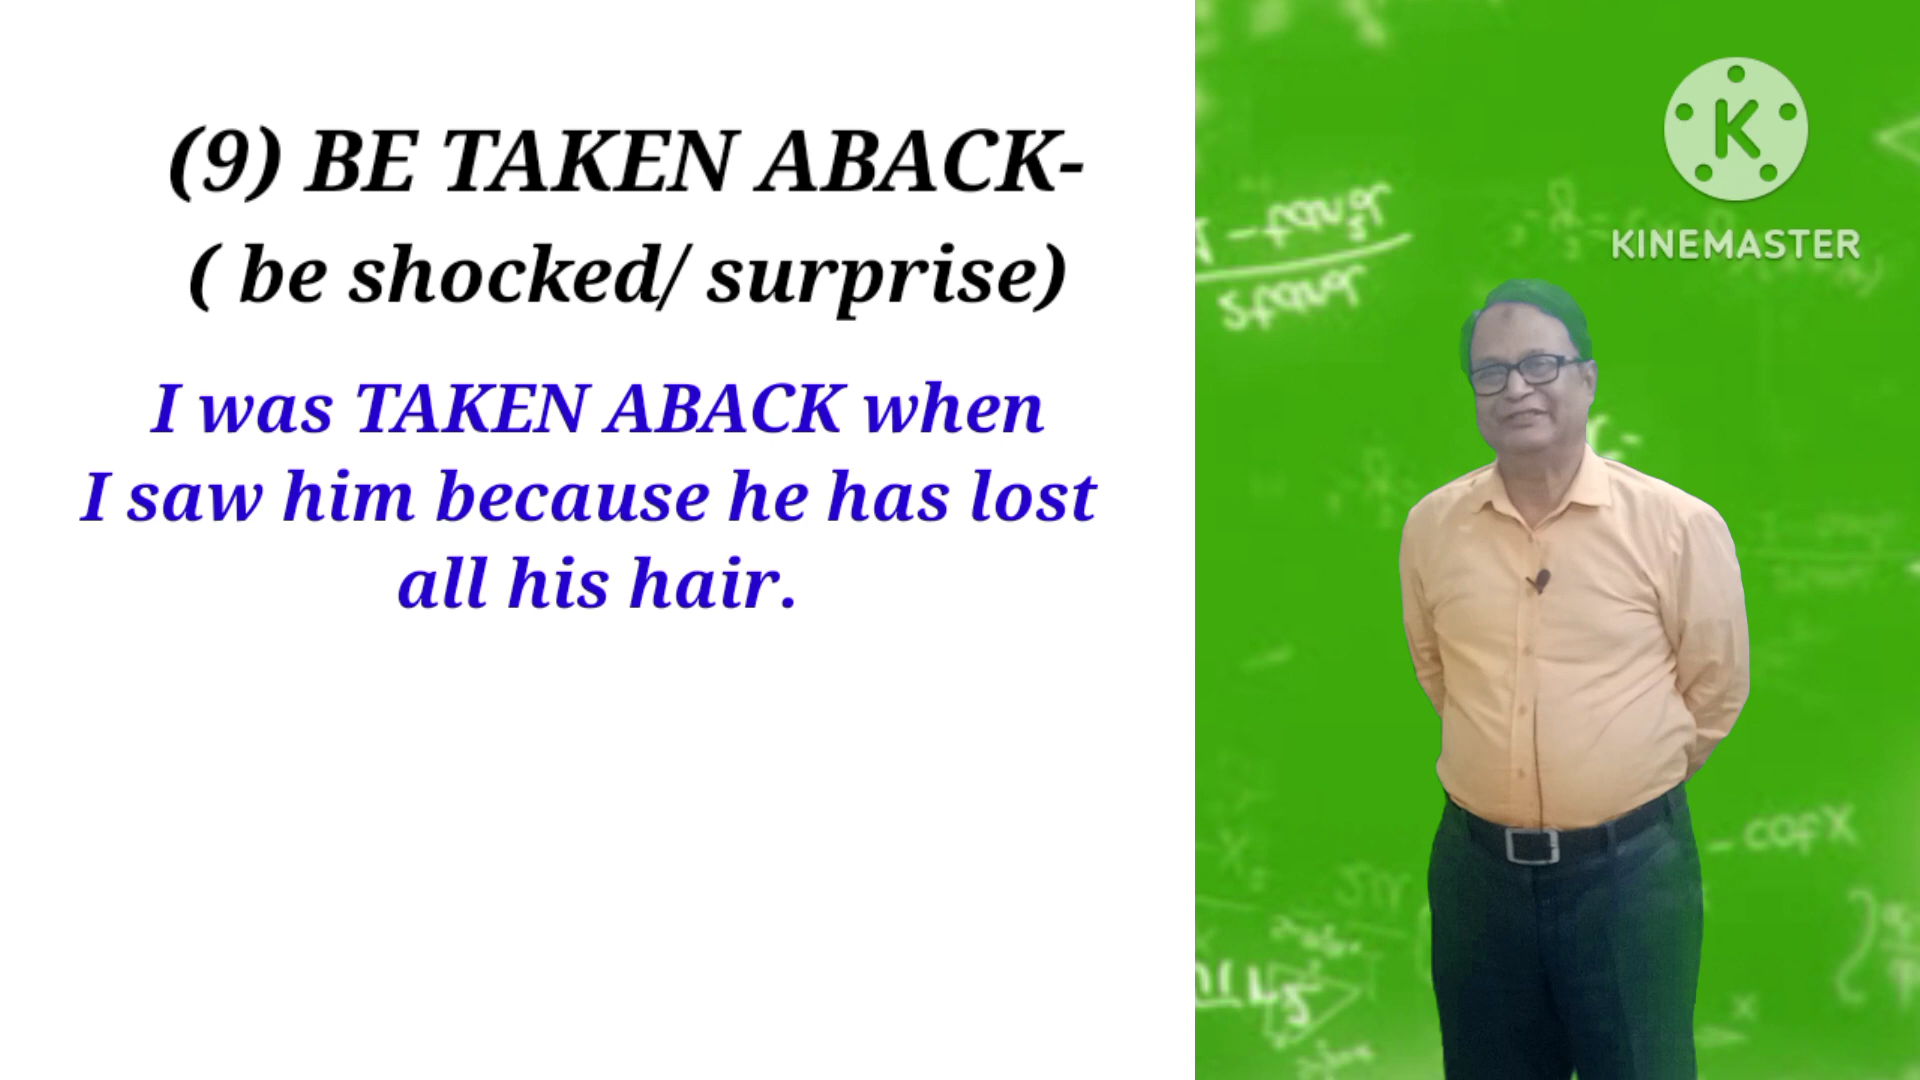 (9) BE TAKEN ABACK-
( be shocked/ surprise)
I was TAKEN ABACK when
I saw him because he has lost
all his hair.
K
KINEMASTER